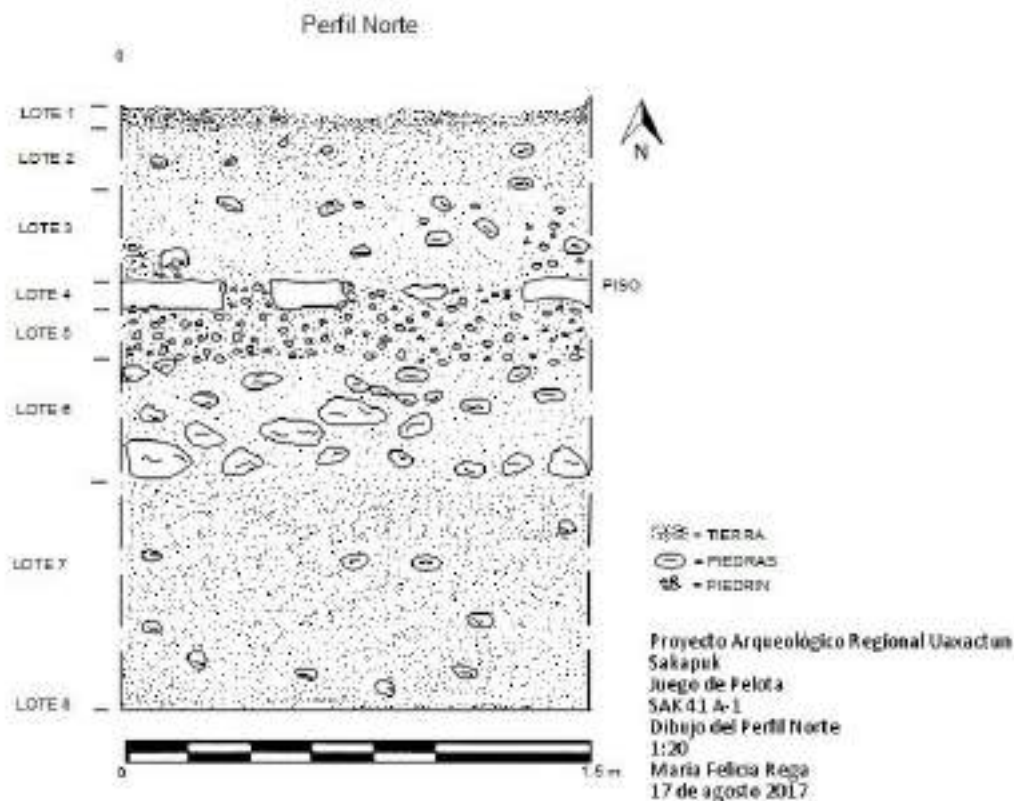 Perfil Norte
0
LOTE 1
LOTE 2
LOTE 3
LOTE 4
PISO
LOTE 5
LOTE 6
LOTE 7
LOTE 8
N
= TIERRA
= PIEDRAS
= PIEDRIN
0
1.5 m
Proyecto Arqueológico Regional Uaxactun
Sakapuk
Juego de Pelota
SAK 41 A-1
Dibujo del Perfil Norte
1:20
Maria Felicia Rega
17 de agosto 2017